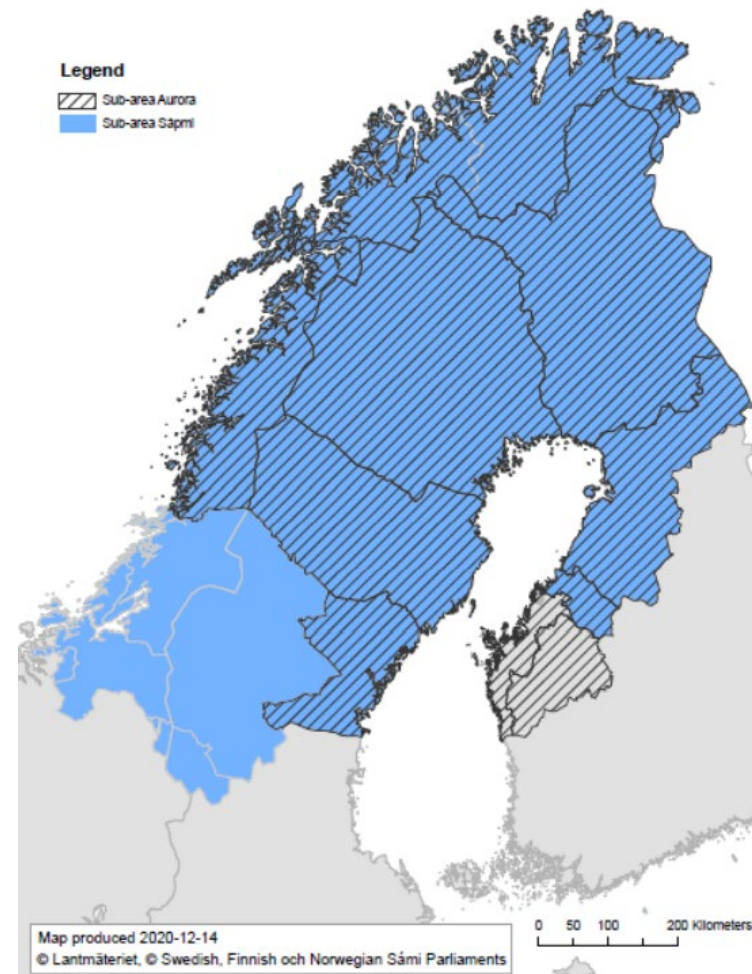 Legend
Sub-area Aurora
Sub-area Sápmi
0 50 100 200 Kilometers
Map produced 2020-12-14
© Lantmäteriet, © Swedish, Finnish och Norwegian Sámi Parliaments